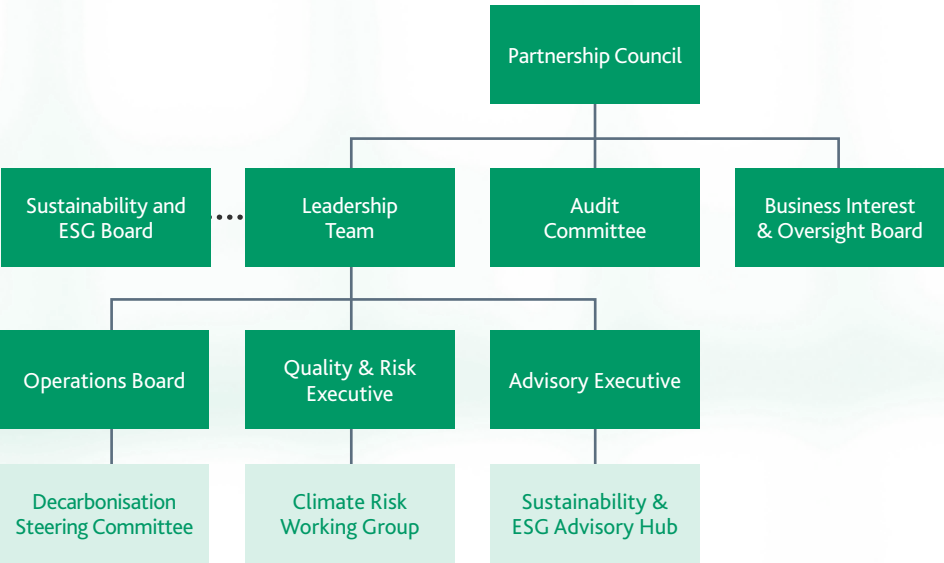 Partnership Council
Sustainability and
ESG Board
Leadership
Team
Audit
Committee
Business Interest
& Oversight Board
Operations Board
Quality & Risk
Executive
Advisory Executive
Decarbonisation
Steering Committee
Climate Risk
Working Group
Sustainability &
ESG Advisory Hub